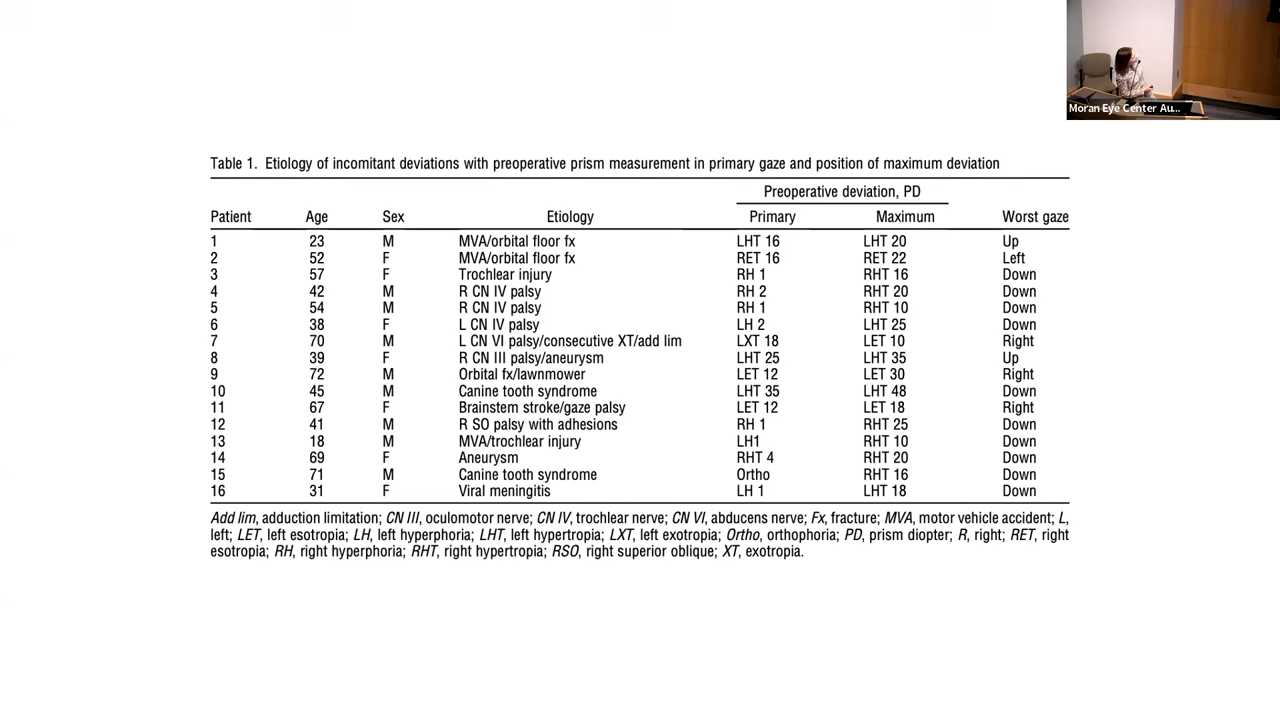 Moran Eye Center Au...
Table 1. Etiology of incomitant deviations with preoperative prism measurement in primary gaze and position of maximum deviation
Preoperative deviation, PD
Patient Age Sex Etiology Primary Maximum Worst gaze
1 23 M MVA/orbital floor fx LHT 16 LHT 20 Up
2 52 F MVA/orbital floor fx RET 16 RET 22 Left
3 57 F Trochlear injury RH 1 RHT 16 Down
4 42 M R CN IV palsy RH 2 RHT 20 Down
5 54 M R CN IV palsy RH 1 RHT 10 Down
6 38 F L CN IV palsy LH 2 LHT 25 Down
7 70 M L CN VI palsy/consecutive XT/add lim LXT 18 LET 10 Right
8 39 F R CN III palsy/aneurysm LHT 25 LHT 35 Up
9 72 M Orbital fx/lawnmower LET 12 LET 30 Right
10 45 M Canine tooth syndrome LHT 35 LHT 48 Down
11 67 F Brainstem stroke/gaze palsy LET 12 LET 18 Right
12 41 M R SO palsy with adhesions RH 1 RHT 25 Down
13 18 M MVA/trochlear injury LH1 RHT 10 Down
14 69 F Aneurysm RHT 4 RHT 20 Down
15 71 M Canine tooth syndrome Ortho RHT 16 Down
16 31 F Viral meningitis LH 1 LHT 18 Down
Add lim, adduction limitation; CN III, oculomotor nerve; CN IV, trochlear nerve; CN VI, abducens nerve; Fx, fracture; MVA, motor vehicle accident; L,
left; LET, left esotropia; LH, left hyperphoria; LHT, left hypertropia; LXT, left exotropia; Ortho, orthophoria; PD, prism diopter; R, right; RET, right
esotropia; RH, right hyperphoria; RHT, right hypertropia; RSO, right superior oblique; XT, exotropia.